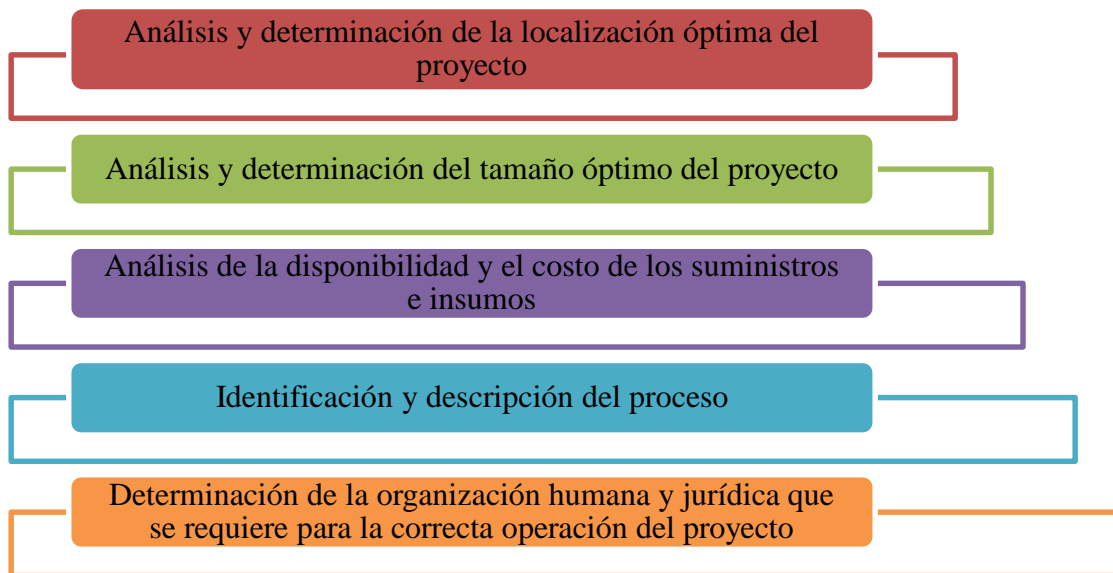 Análisis y determinación de la localización óptima del
proyecto
Análisis y determinación del tamaño óptimo del proyecto
Análisis de la disponibilidad y el costo de los suministros
e insumos
Identificación y descripción del proceso
Determinación de la organización humana y jurídica que
se requiere para la correcta operación del proyecto